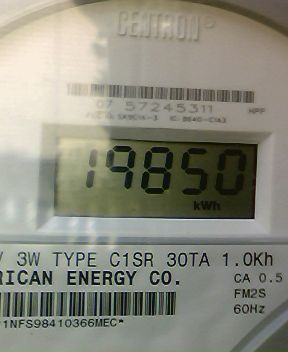 CENTRON®
07 57245311 HPF
19850
kWh
V 3W TYPE C1SR 30TA 1.0Kh
RICAN ENERGY CO. CA 0.5
FM2S
60Hz
1NFS98410366MEC*